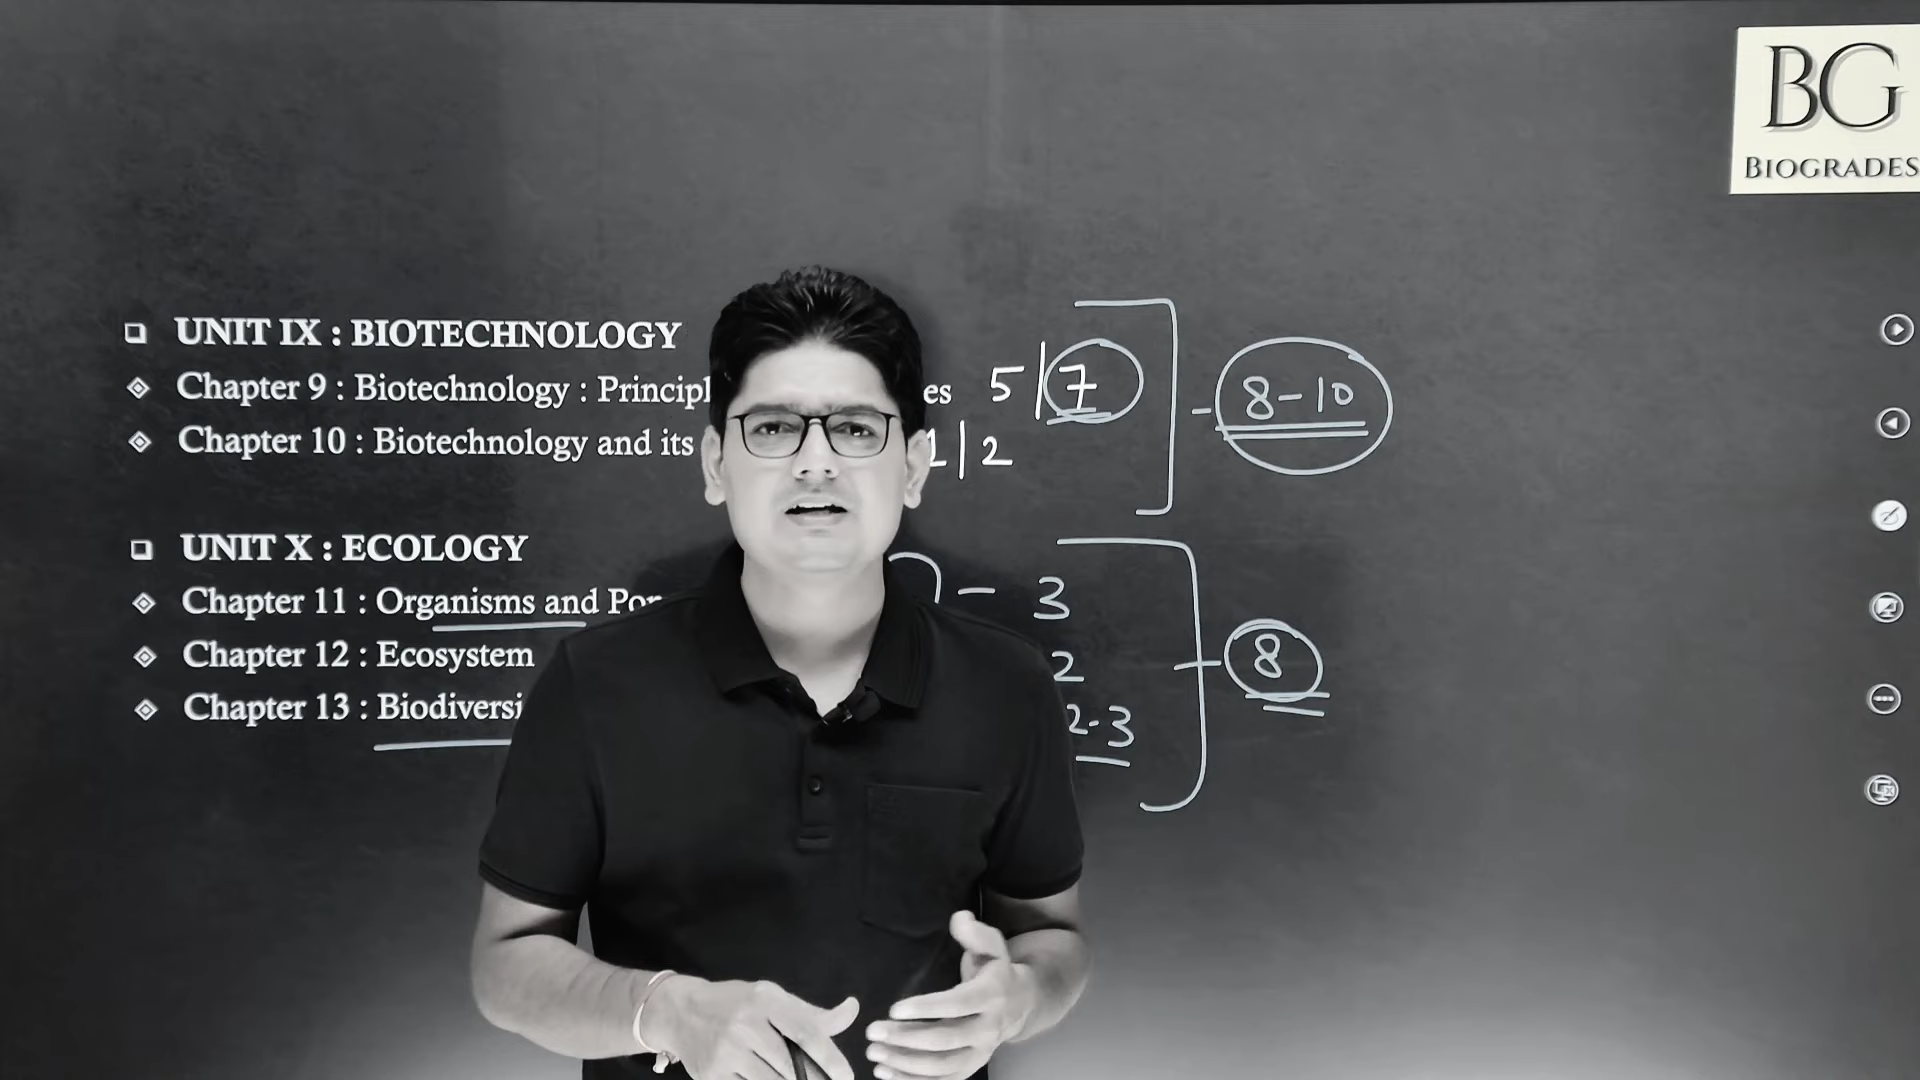 BG
BIOGRADES
UNIT IX : BIOTECHNOLOGY
Chapter 9 : Biotechnology : Principl es 5 | 7
8-10
Chapter 10 : Biotechnology and its 1 | 2
UNIT X : ECOLOGY
Chapter 11 : Organisms and Pop - 3
Chapter 12 : Ecosystem 2
8
Chapter 13 : Biodiversi 2-3